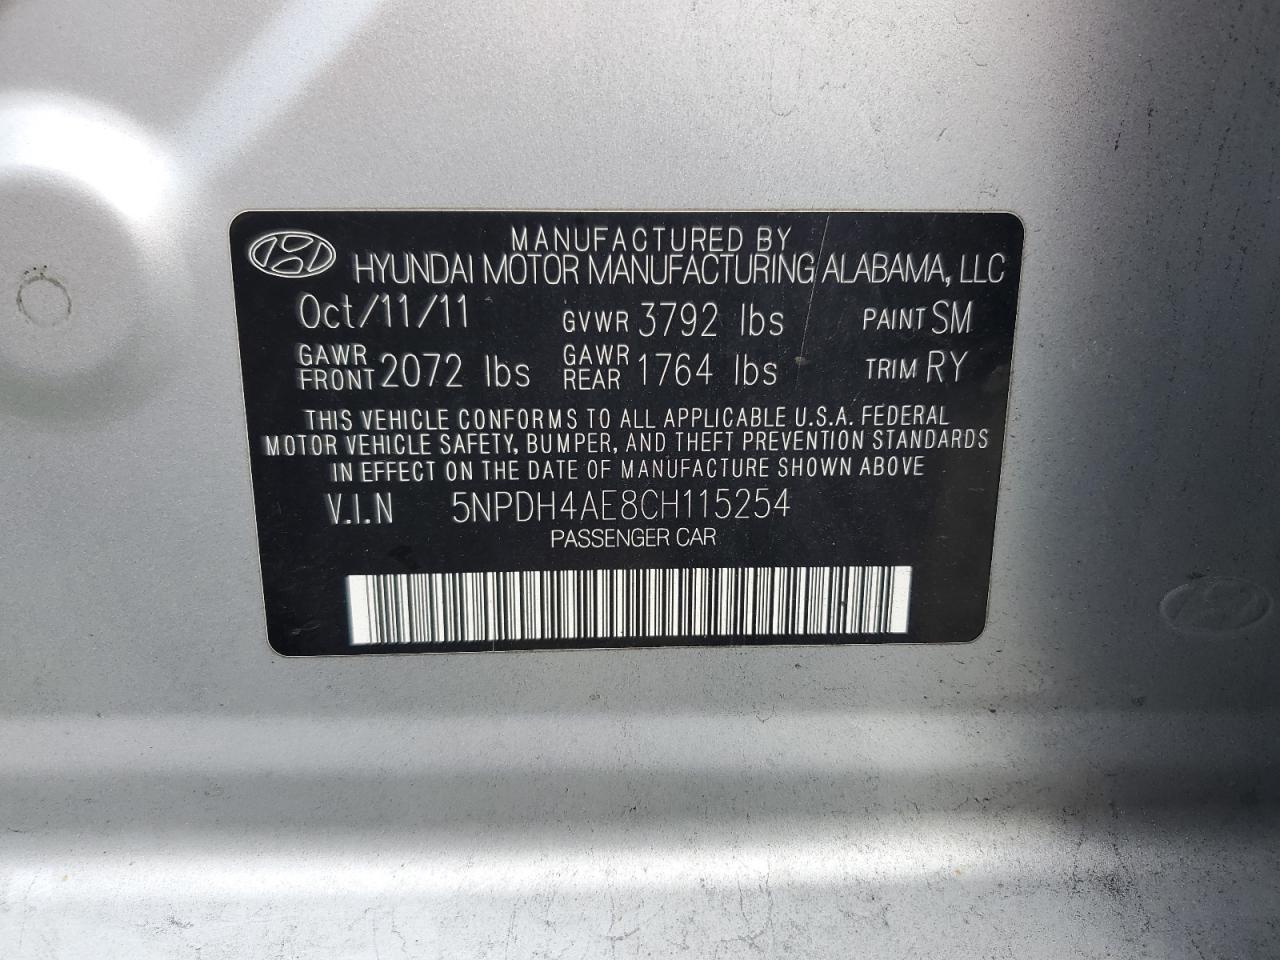 MANUFACTURED BY
HYUNDAI MOTOR MANUFACTURING ALABAMA, LLC
Oct/11/11 GVWR 3792 lbs PAINT SM
GAWR FRONT 2072 lbs GAWR REAR 1764 lbs TRIM RY
THIS VEHICLE CONFORMS TO ALL APPLICABLE U.S.A. FEDERAL
MOTOR VEHICLE SAFETY, BUMPER, AND THEFT PREVENTION STANDARDS
IN EFFECT ON THE DATE OF MANUFACTURE SHOWN ABOVE
V.I.N 5NPDH4AE8CH115254
PASSENGER CAR